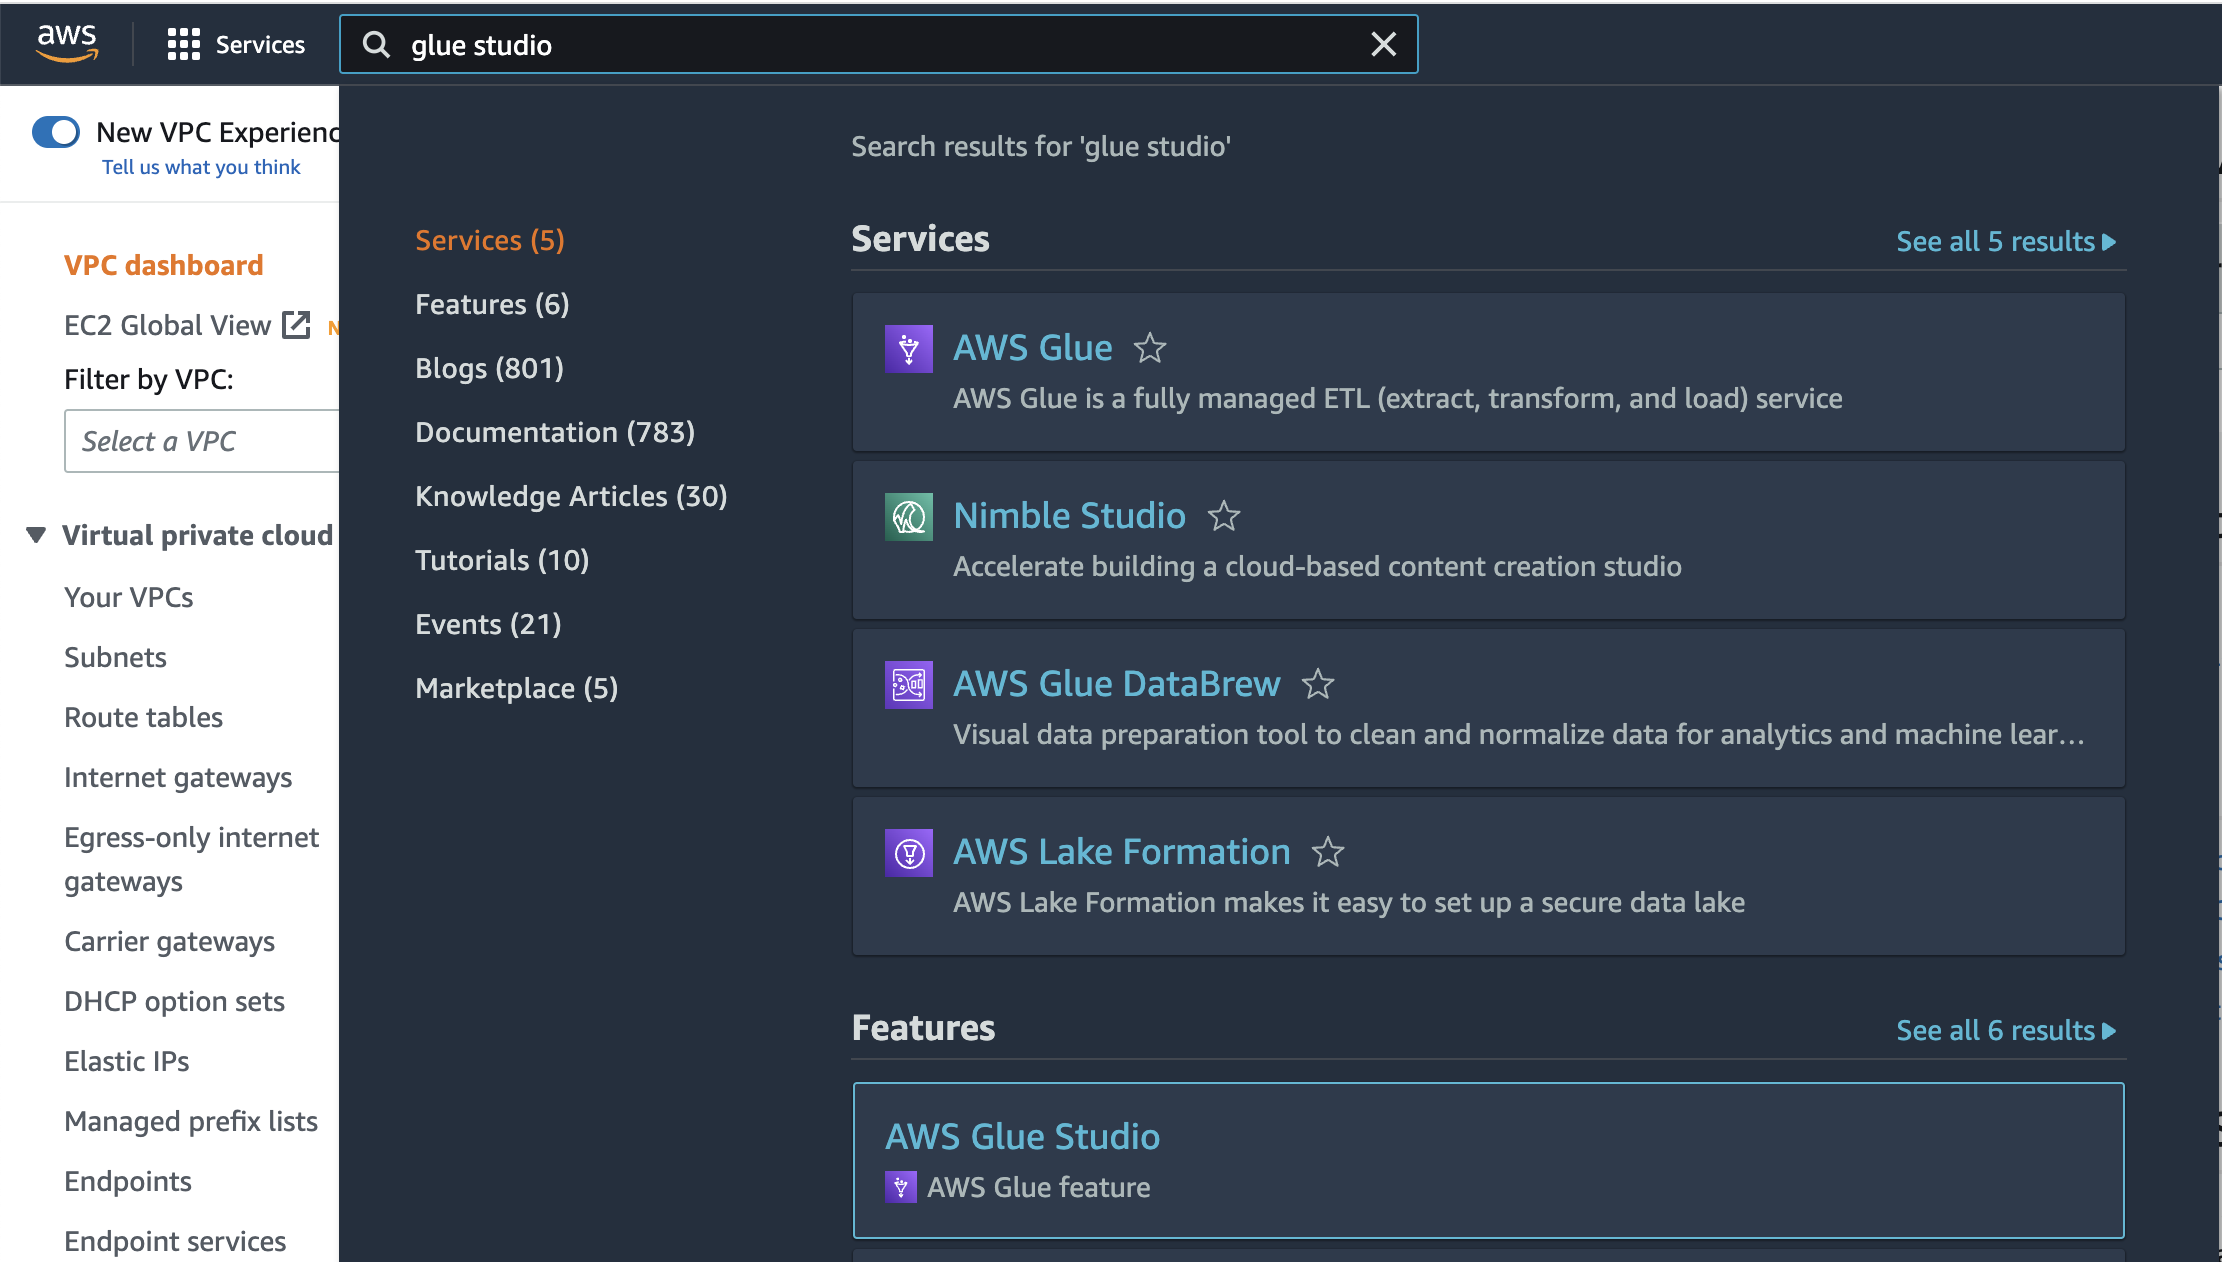 aws
Services
glue studio
New VPC Experienc
Tell us what you think
VPC dashboard
EC2 Global View
Filter by VPC:
Select a VPC
Virtual private cloud
Your VPCs
Subnets
Route tables
Internet gateways
Egress-only internet
gateways
Carrier gateways
DHCP option sets
Elastic IPs
Managed prefix lists
Endpoints
Endpoint services
Services (5)
Features (6)
Blogs (801)
Documentation (783)
Knowledge Articles (30)
Tutorials (10)
Events (21)
Marketplace (5)
Search results for 'glue studio'
Services
See all 5 results
AWS Glue
AWS Glue is a fully managed ETL (extract, transform, and load) service
Nimble Studio
Accelerate building a cloud-based content creation studio
AWS Glue DataBrew
Visual data preparation tool to clean and normalize data for analytics and machine lear...
AWS Lake Formation
AWS Lake Formation makes it easy to set up a secure data lake
Features
See all 6 results
AWS Glue Studio
AWS Glue feature